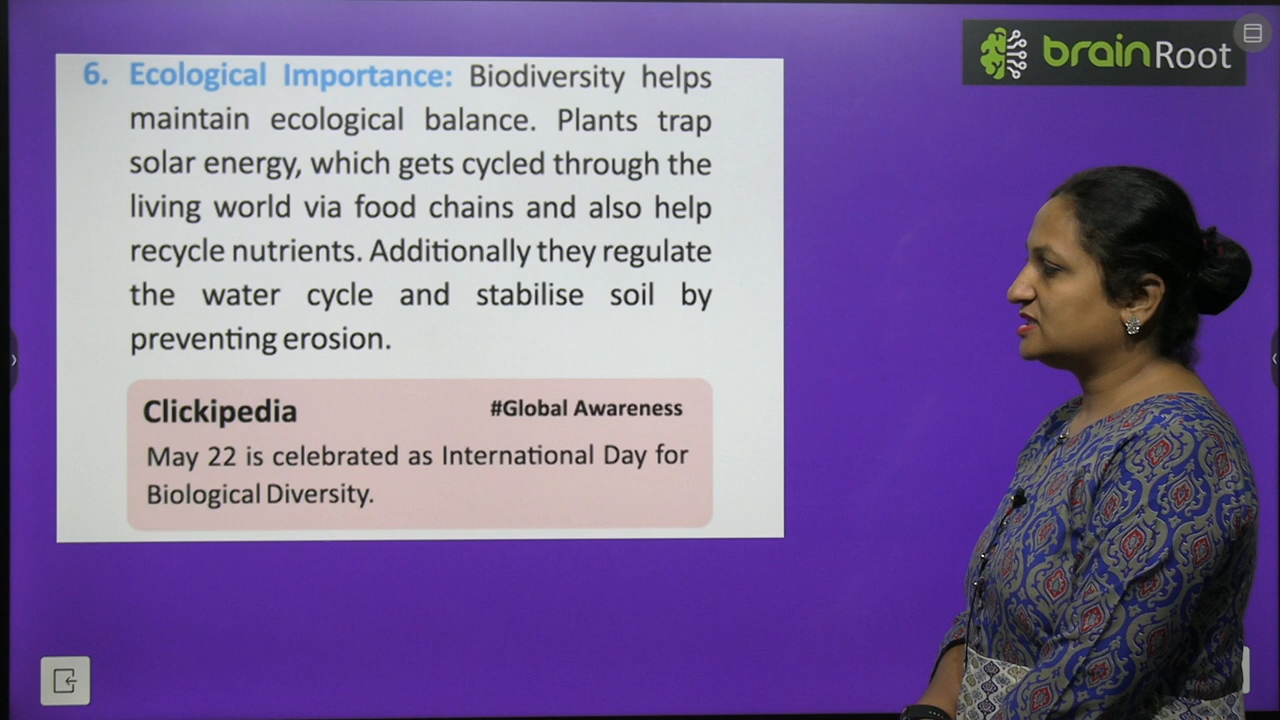 brainRoot
6. Ecological Importance: Biodiversity helps
maintain ecological balance. Plants trap
solar energy, which gets cycled through the
living world via food chains and also help
recycle nutrients. Additionally they regulate
the water cycle and stabilise soil by
preventing erosion.
Clickipedia #Global Awareness
May 22 is celebrated as International Day for
Biological Diversity.